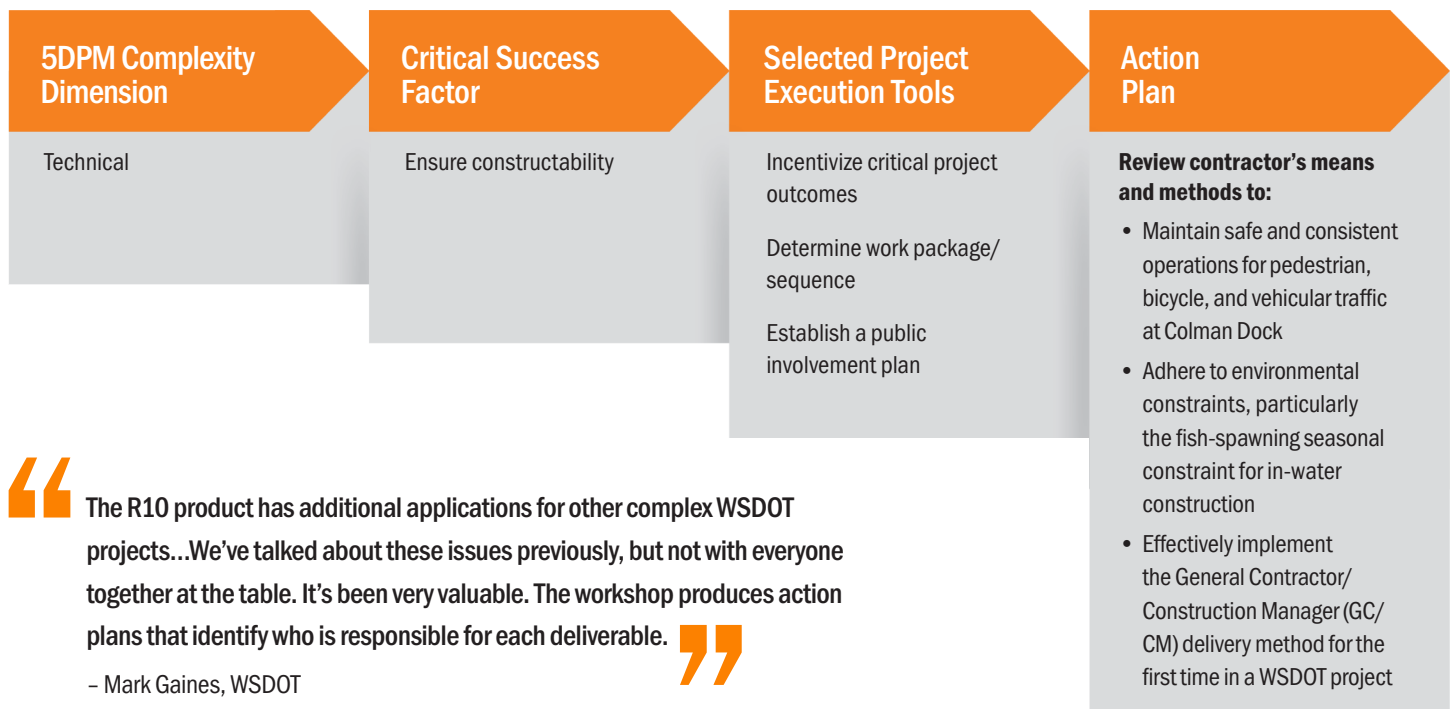 5DPM Complexity
Dimension
Technical
Critical Success
Factor
Ensure constructability
Selected Project
Execution Tools
Incentivize critical project
outcomes
Determine work package/
sequence
Establish a public
involvement plan
Action
Plan
Review contractor’s means
and methods to:
• Maintain safe and consistent
operations for pedestrian,
bicycle, and vehicular traffic
at Colman Dock
• Adhere to environmental
constraints, particularly
the fish-spawning seasonal
constraint for in-water
construction
• Effectively implement
the General Contractor/
Construction Manager (GC/
CM) delivery method for the
first time in a WSDOT project
“ The R10 product has additional applications for other complex WSDOT
projects...We’ve talked about these issues previously, but not with everyone
together at the table. It’s been very valuable. The workshop produces action
plans that identify who is responsible for each deliverable. ”
– Mark Gaines, WSDOT